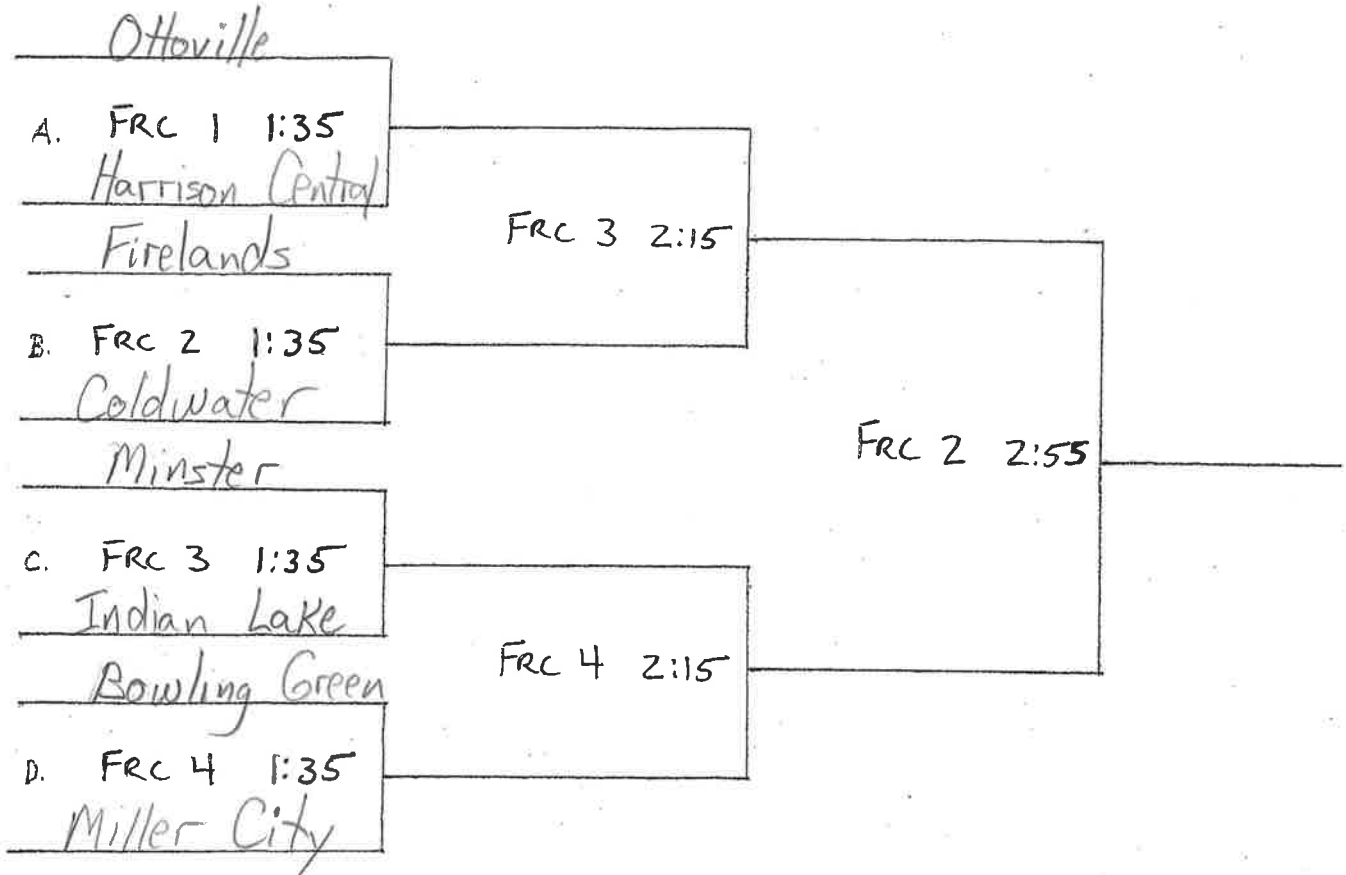 Ottoville
A. FRC 1 1:35
Harrison Central
Firelands
FRC 3 2:15
B. FRC 2 1:35
Coldwater
Minster
FRC 2 2:55
C. FRC 3 1:35
Indian Lake
Bowling Green
FRC 4 2:15
D. FRC 4 1:35
Miller City